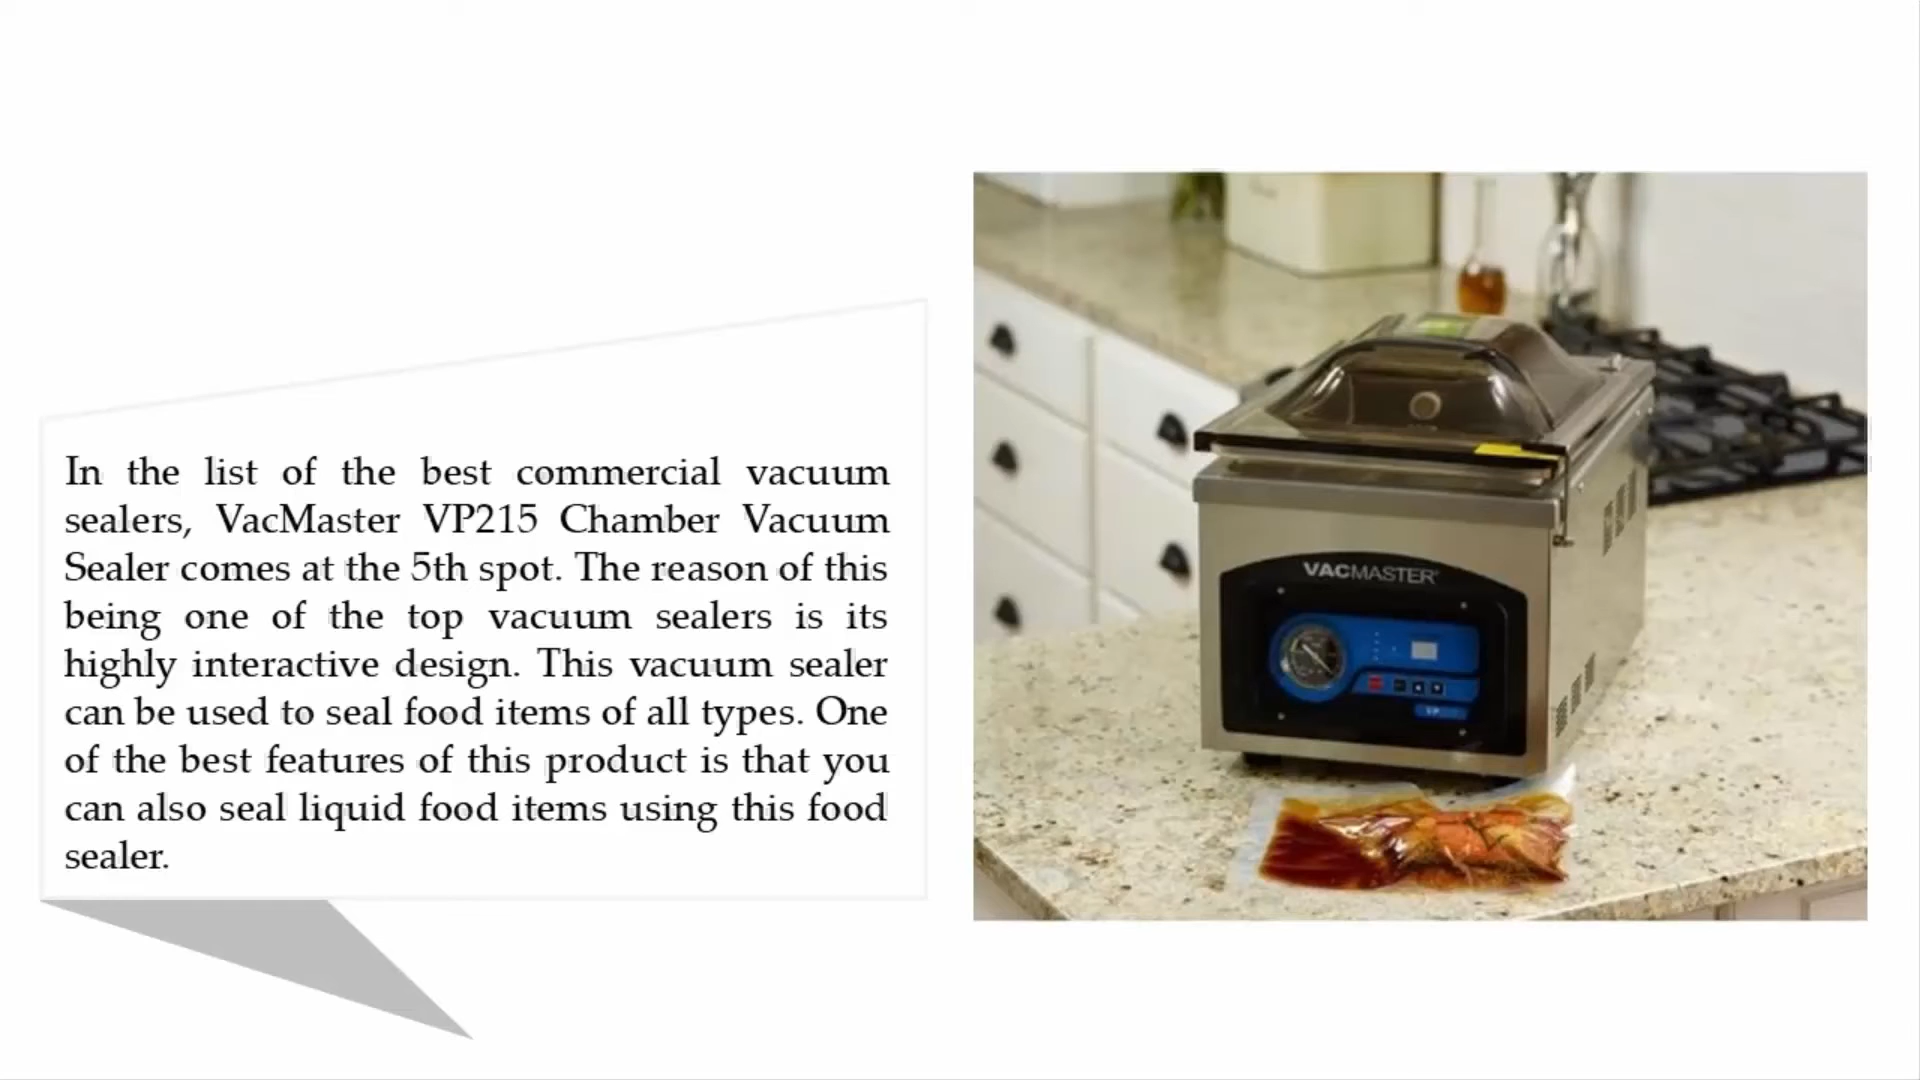 In the list of the best commercial vacuum
sealers, VacMaster VP215 Chamber Vacuum
Sealer comes at the 5th spot. The reason of this
being one of the top vacuum sealers is its
highly interactive design. This vacuum sealer
can be used to seal food items of all types. One
of the best features of this product is that you
can also seal liquid food items using this food
sealer.
VACMASTER